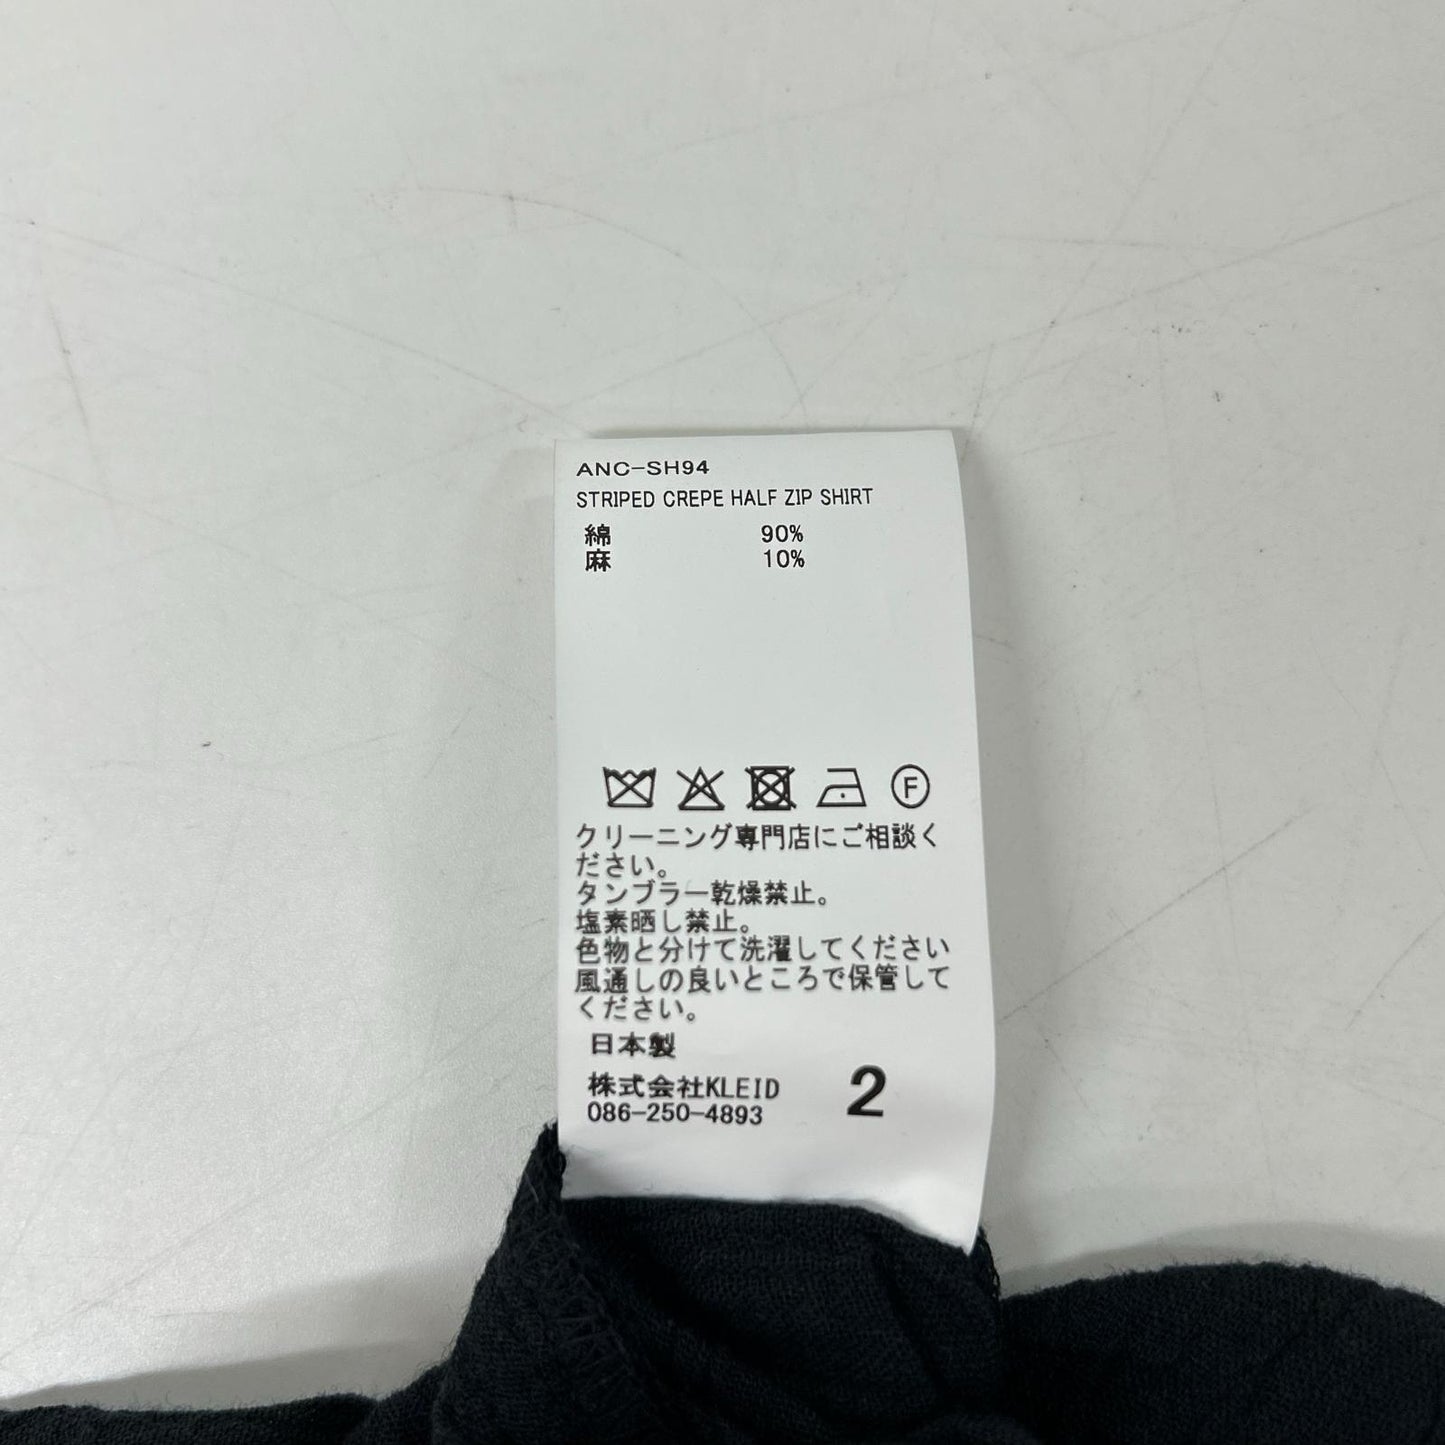 ANC-SH94
STRIPED CREPE HALF ZIP SHIRT
綿 90%
麻 10%
F
クリーニング専門店にご相談く
ださい。
タンブラー乾燥禁止。
塩素晒し禁止。
色物と分けて洗濯してください
風通しの良いところで保管して
ください。
日本製
株式会社KLEID
086-250-4893
2